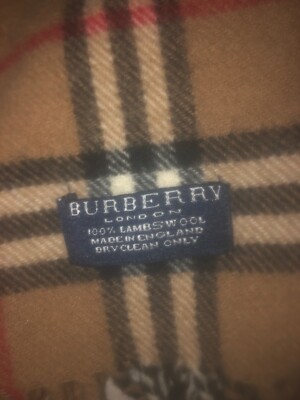 BURBERRY
LONDON
100% LAMBSWOOL
MADE IN ENGLAND
DRY CLEAN ONLY